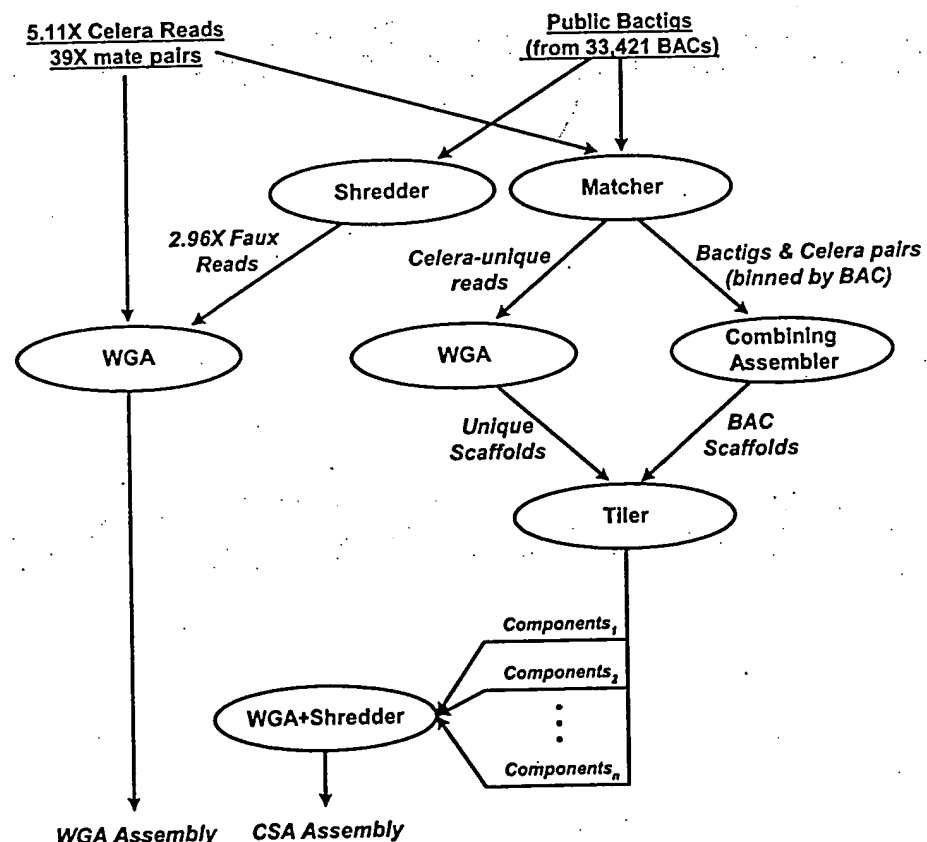 5.11X Celera Reads
39X mate pairs
Public Bactigs
(from 33,421 BACs)
Shredder
Matcher
2.96X Faux
Reads
Celera-unique
reads
Bactigs & Celera pairs
(binned by BAC)
WGA
WGA
Combining
Assembler
Unique
Scaffolds
BAC
Scaffolds
Tiler
Components1
Components2
WGA+Shredder
Componentsn
WGA Assembly
CSA Assembly